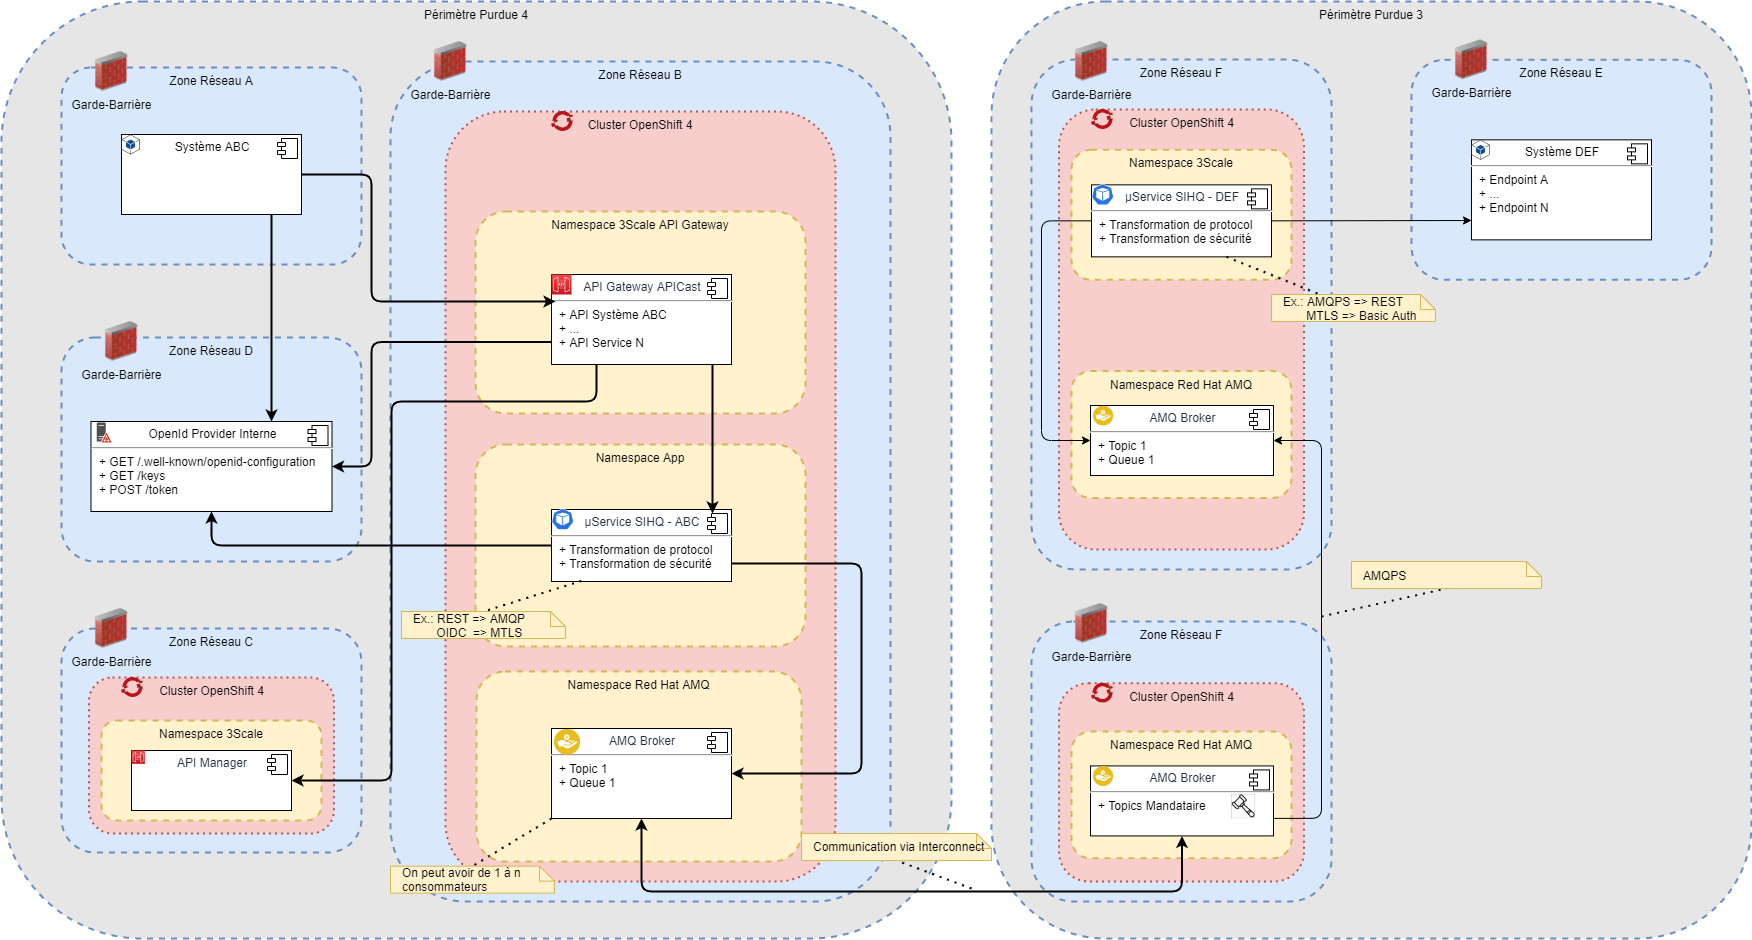 Périmètre Purdue 4
Zone Réseau A
Garde-Barrière
Système ABC
Zone Réseau D
Garde-Barrière
OpenId Provider Interne
+ GET /.well-known/openid-configuration
+ GET /keys
+ POST /token
Zone Réseau C
Garde-Barrière
Cluster OpenShift 4
Namespace 3Scale
API Manager
Zone Réseau B
Garde-Barrière
Cluster OpenShift 4
Namespace 3Scale API Gateway
API Gateway APICast
+ API Système ABC
+ ...
+ API Service N
Namespace App
µService SIHQ - ABC
+ Transformation de protocol
+ Transformation de sécurité
Ex.: REST => AMQP
OIDC => MTLS
Namespace Red Hat AMQ
AMQ Broker
+ Topic 1
+ Queue 1
On peut avoir de 1 à n
consommateurs
Communication via Interconnect
Périmètre Purdue 3
Zone Réseau F
Garde-Barrière
Cluster OpenShift 4
Namespace 3Scale
µService SIHQ - DEF
+ Transformation de protocol
+ Transformation de sécurité
Ex.: AMQPS => REST
MTLS => Basic Auth
Namespace Red Hat AMQ
AMQ Broker
+ Topic 1
+ Queue 1
Zone Réseau E
Garde-Barrière
Système DEF
+ Endpoint A
+ ...
+ Endpoint N
AMQPS
Zone Réseau F
Garde-Barrière
Cluster OpenShift 4
Namespace Red Hat AMQ
AMQ Broker
+ Topics Mandataire